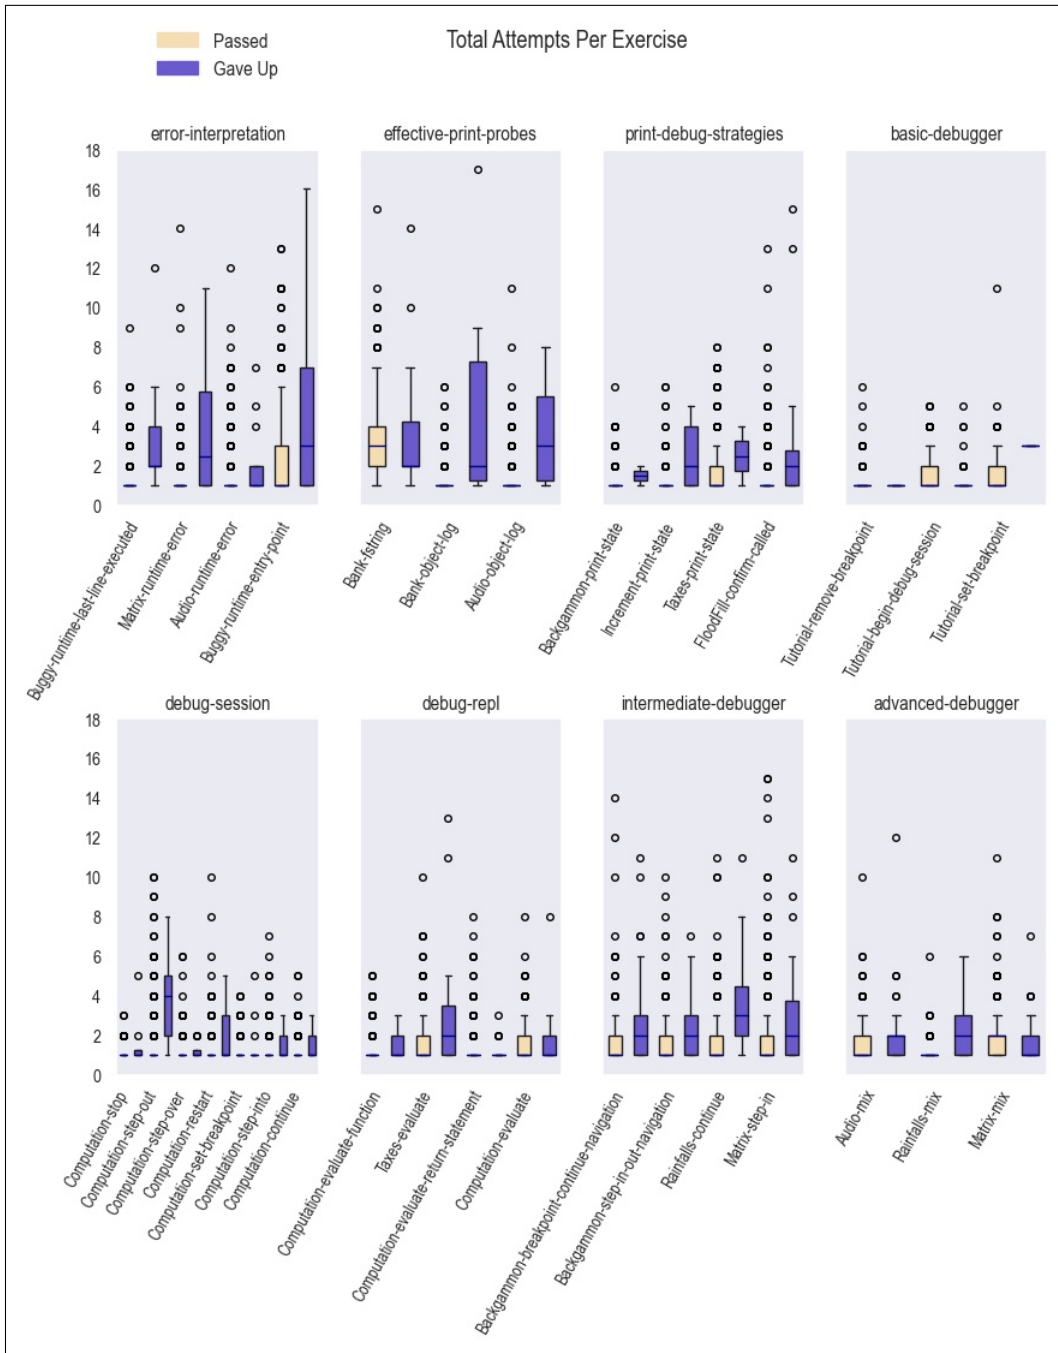 Total Attempts Per Exercise
Passed
Gave Up
error-interpretation
effective-print-probes
print-debug-strategies
basic-debugger
18
16
14
12
10
8
6
4
2
0
Buggy-runtime-last-line-executed
Matrix-runtime-error
Audio-runtime-error
Buggy-runtime-entry-point
Bank-fstring
Bank-object-log
Audio-object-log
Backgammon-print-state
Increment-print-state
Taxes-print-state
FloodFill-confirm-called
Tutorial-remove-breakpoint
Tutorial-begin-debug-session
Tutorial-set-breakpoint
debug-session
debug-repl
intermediate-debugger
advanced-debugger
18
16
14
12
10
8
6
4
2
0
Computation-stop
Computation-step-out
Computation-step-over
Computation-restart
Computation-set-breakpoint
Computation-step-into
Computation-continue
Computation-evaluate-function
Taxes-evaluate
Computation-evaluate-return-statement
Computation-evaluate
Backgammon-breakpoint-continue-navigation
Backgammon-step-in-out-navigation
Rainfalls-continue
Matrix-step-in
Audio-mix
Rainfalls-mix
Matrix-mix